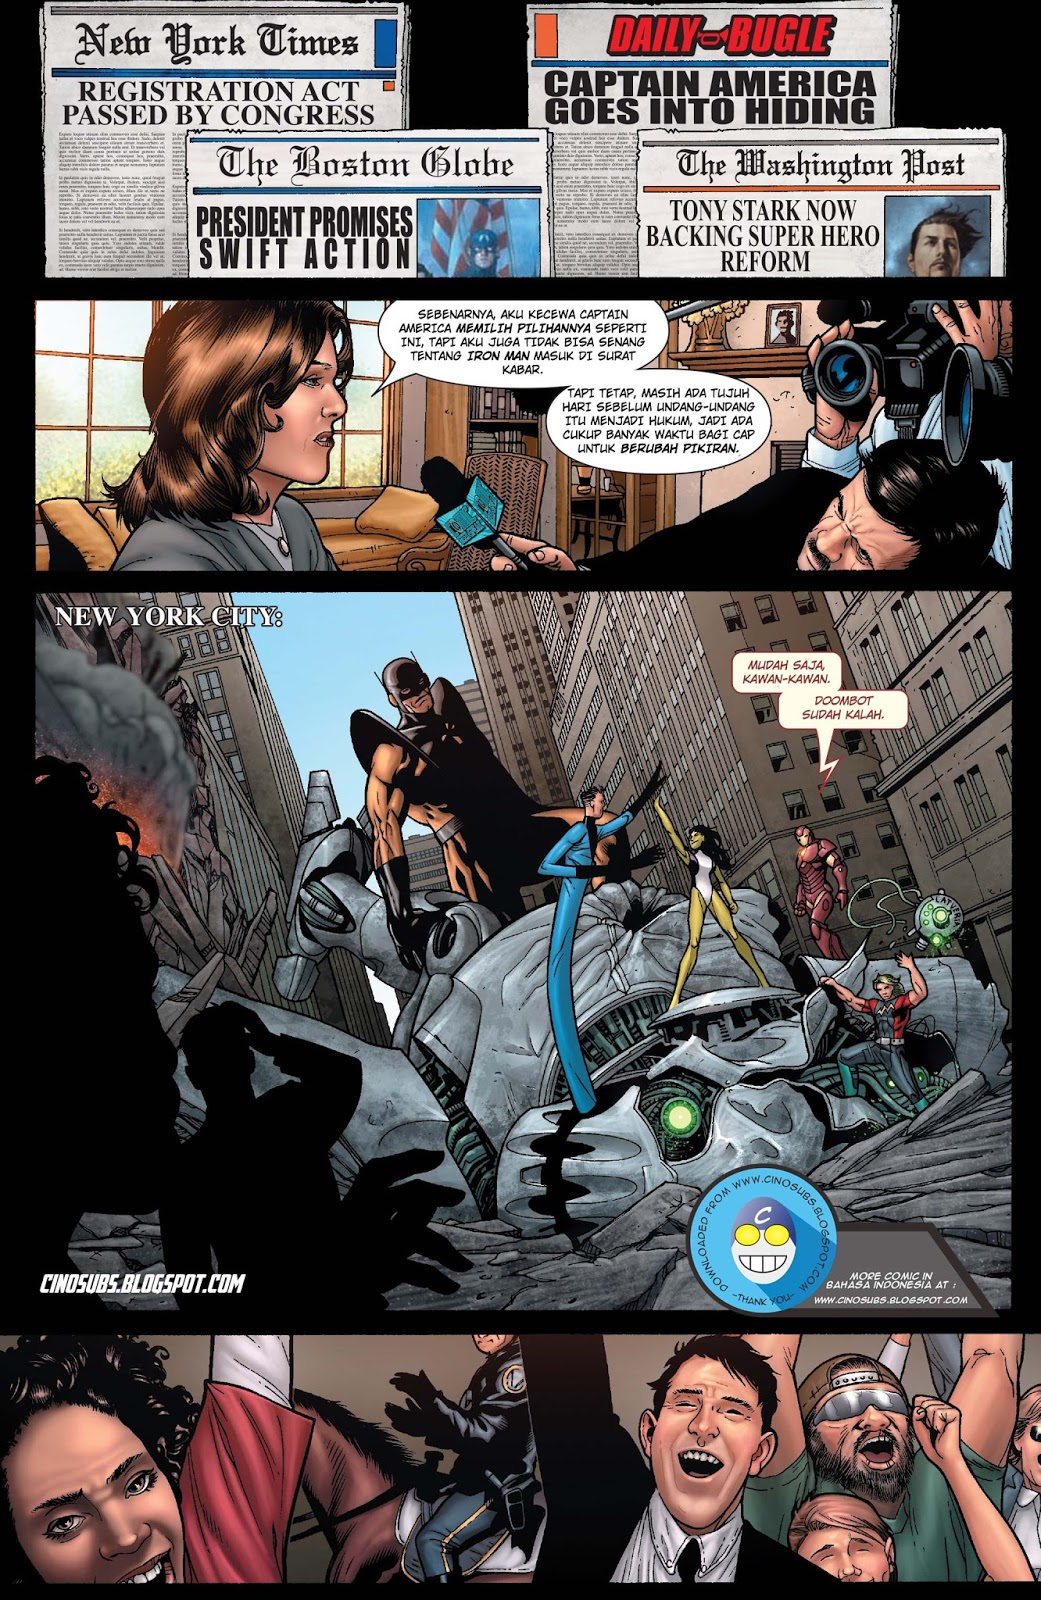 New York Times
REGISTRATION ACT
PASSED BY CONGRESS
DAILY BUGLE
CAPTAIN AMERICA
GOES INTO HIDING
The Boston Globe
PRESIDENT PROMISES
SWIFT ACTION
The Washington Post
TONY STARK NOW
BACKING SUPER HERO
REFORM
SEBENARNYA, AKU KECEWA CAPTAIN
AMERICA MEMILIH PILIHANNYA SEPERTI
INI, TAPI AKU JUGA TIDAK BISA SENANG
TENTANG IRON MAN MASUK DI SURAT
KABAR.
TAPI TETAP, MASIH ADA TUJUH
HARI SEBELUM UNDANG-UNDANG
ITU MENJADI HUKUM, JADI ADA
CUKUP BANYAK WAKTU BAGI CAP
UNTUK BERUBAH PIKIRAN.
NEW YORK CITY:
MUDAH SAJA,
KAWAN-KAWAN.
DOOMBOT
SUDAH KALAH.
LATVERIA
DOWNLOADED FROM WWW.CINOSUBS.BLOGSPOT.COM
C
-THANK YOU-
MORE COMIC IN
BAHASA INDONESIA AT :
WWW.CINOSUBS.BLOGSPOT.COM
CINOSUBS.BLOGSPOT.COM